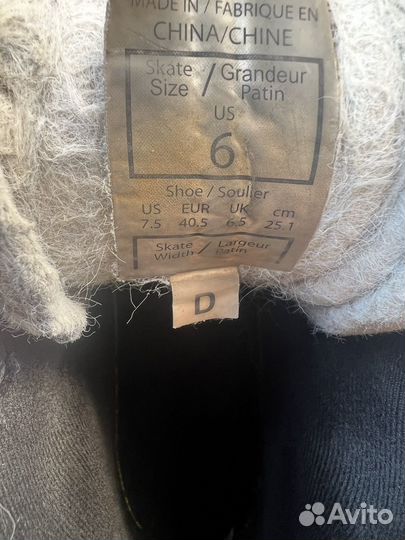 MADE IN / FABRIQUE EN
CHINA/CHINE
Skate / Grandeur
Size Patin
US
6
Shoe / Soulier
US EUR UK cm
7.5 40.5 6.5 25.1
Skate / Largeur
Width Patin
D
Avito